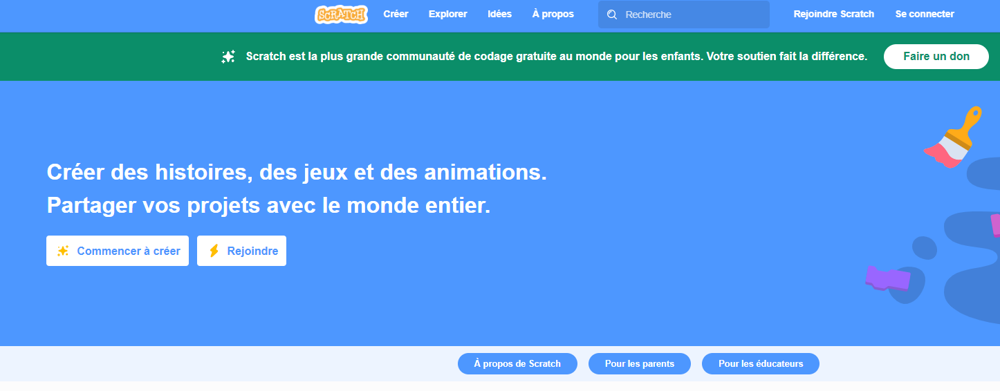 SCRATCH Créer Explorer Idées À propos Recherche Rejoindre Scratch Se connecter
Scratch est la plus grande communauté de codage gratuite au monde pour les enfants. Votre soutien fait la différence. Faire un don
Créer des histoires, des jeux et des animations.
Partager vos projets avec le monde entier.
Commencer à créer Rejoindre
À propos de Scratch Pour les parents Pour les éducateurs